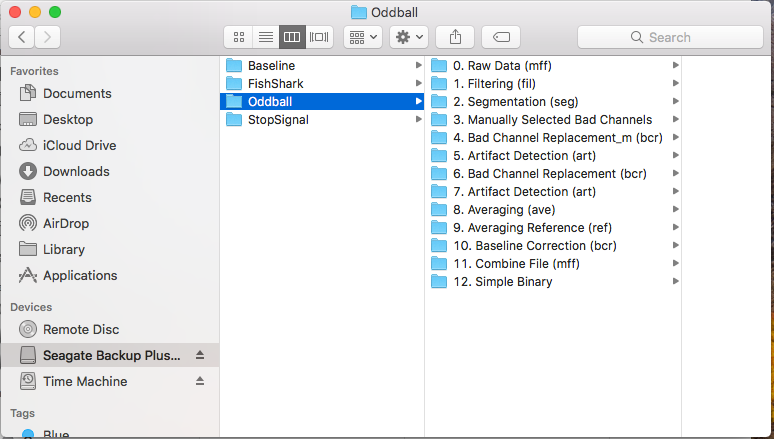 Oddball
Search
Favorites
Documents
Desktop
iCloud Drive
Downloads
Recents
AirDrop
Library
Applications
Devices
Remote Disc
Seagate Backup Plus...
Time Machine
Tags
Blue
Baseline
FishShark
Oddball
StopSignal
0. Raw Data (mff)
1. Filtering (fil)
2. Segmentation (seg)
3. Manually Selected Bad Channels
4. Bad Channel Replacement_m (bcr)
5. Artifact Detection (art)
6. Bad Channel Replacement (bcr)
7. Artifact Detection (art)
8. Averaging (ave)
9. Averaging Reference (ref)
10. Baseline Correction (bcr)
11. Combine File (mff)
12. Simple Binary